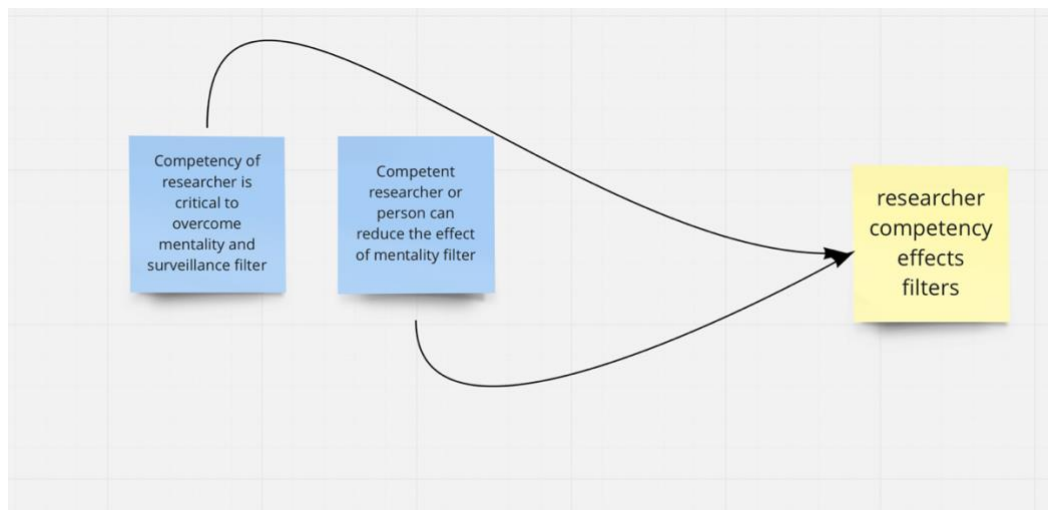 Competency of
researcher is
critical to
overcome
mentality and
surveillance filter
Competent
researcher or
person can
reduce the effect
of mentality filter
researcher
competency
effects
filters